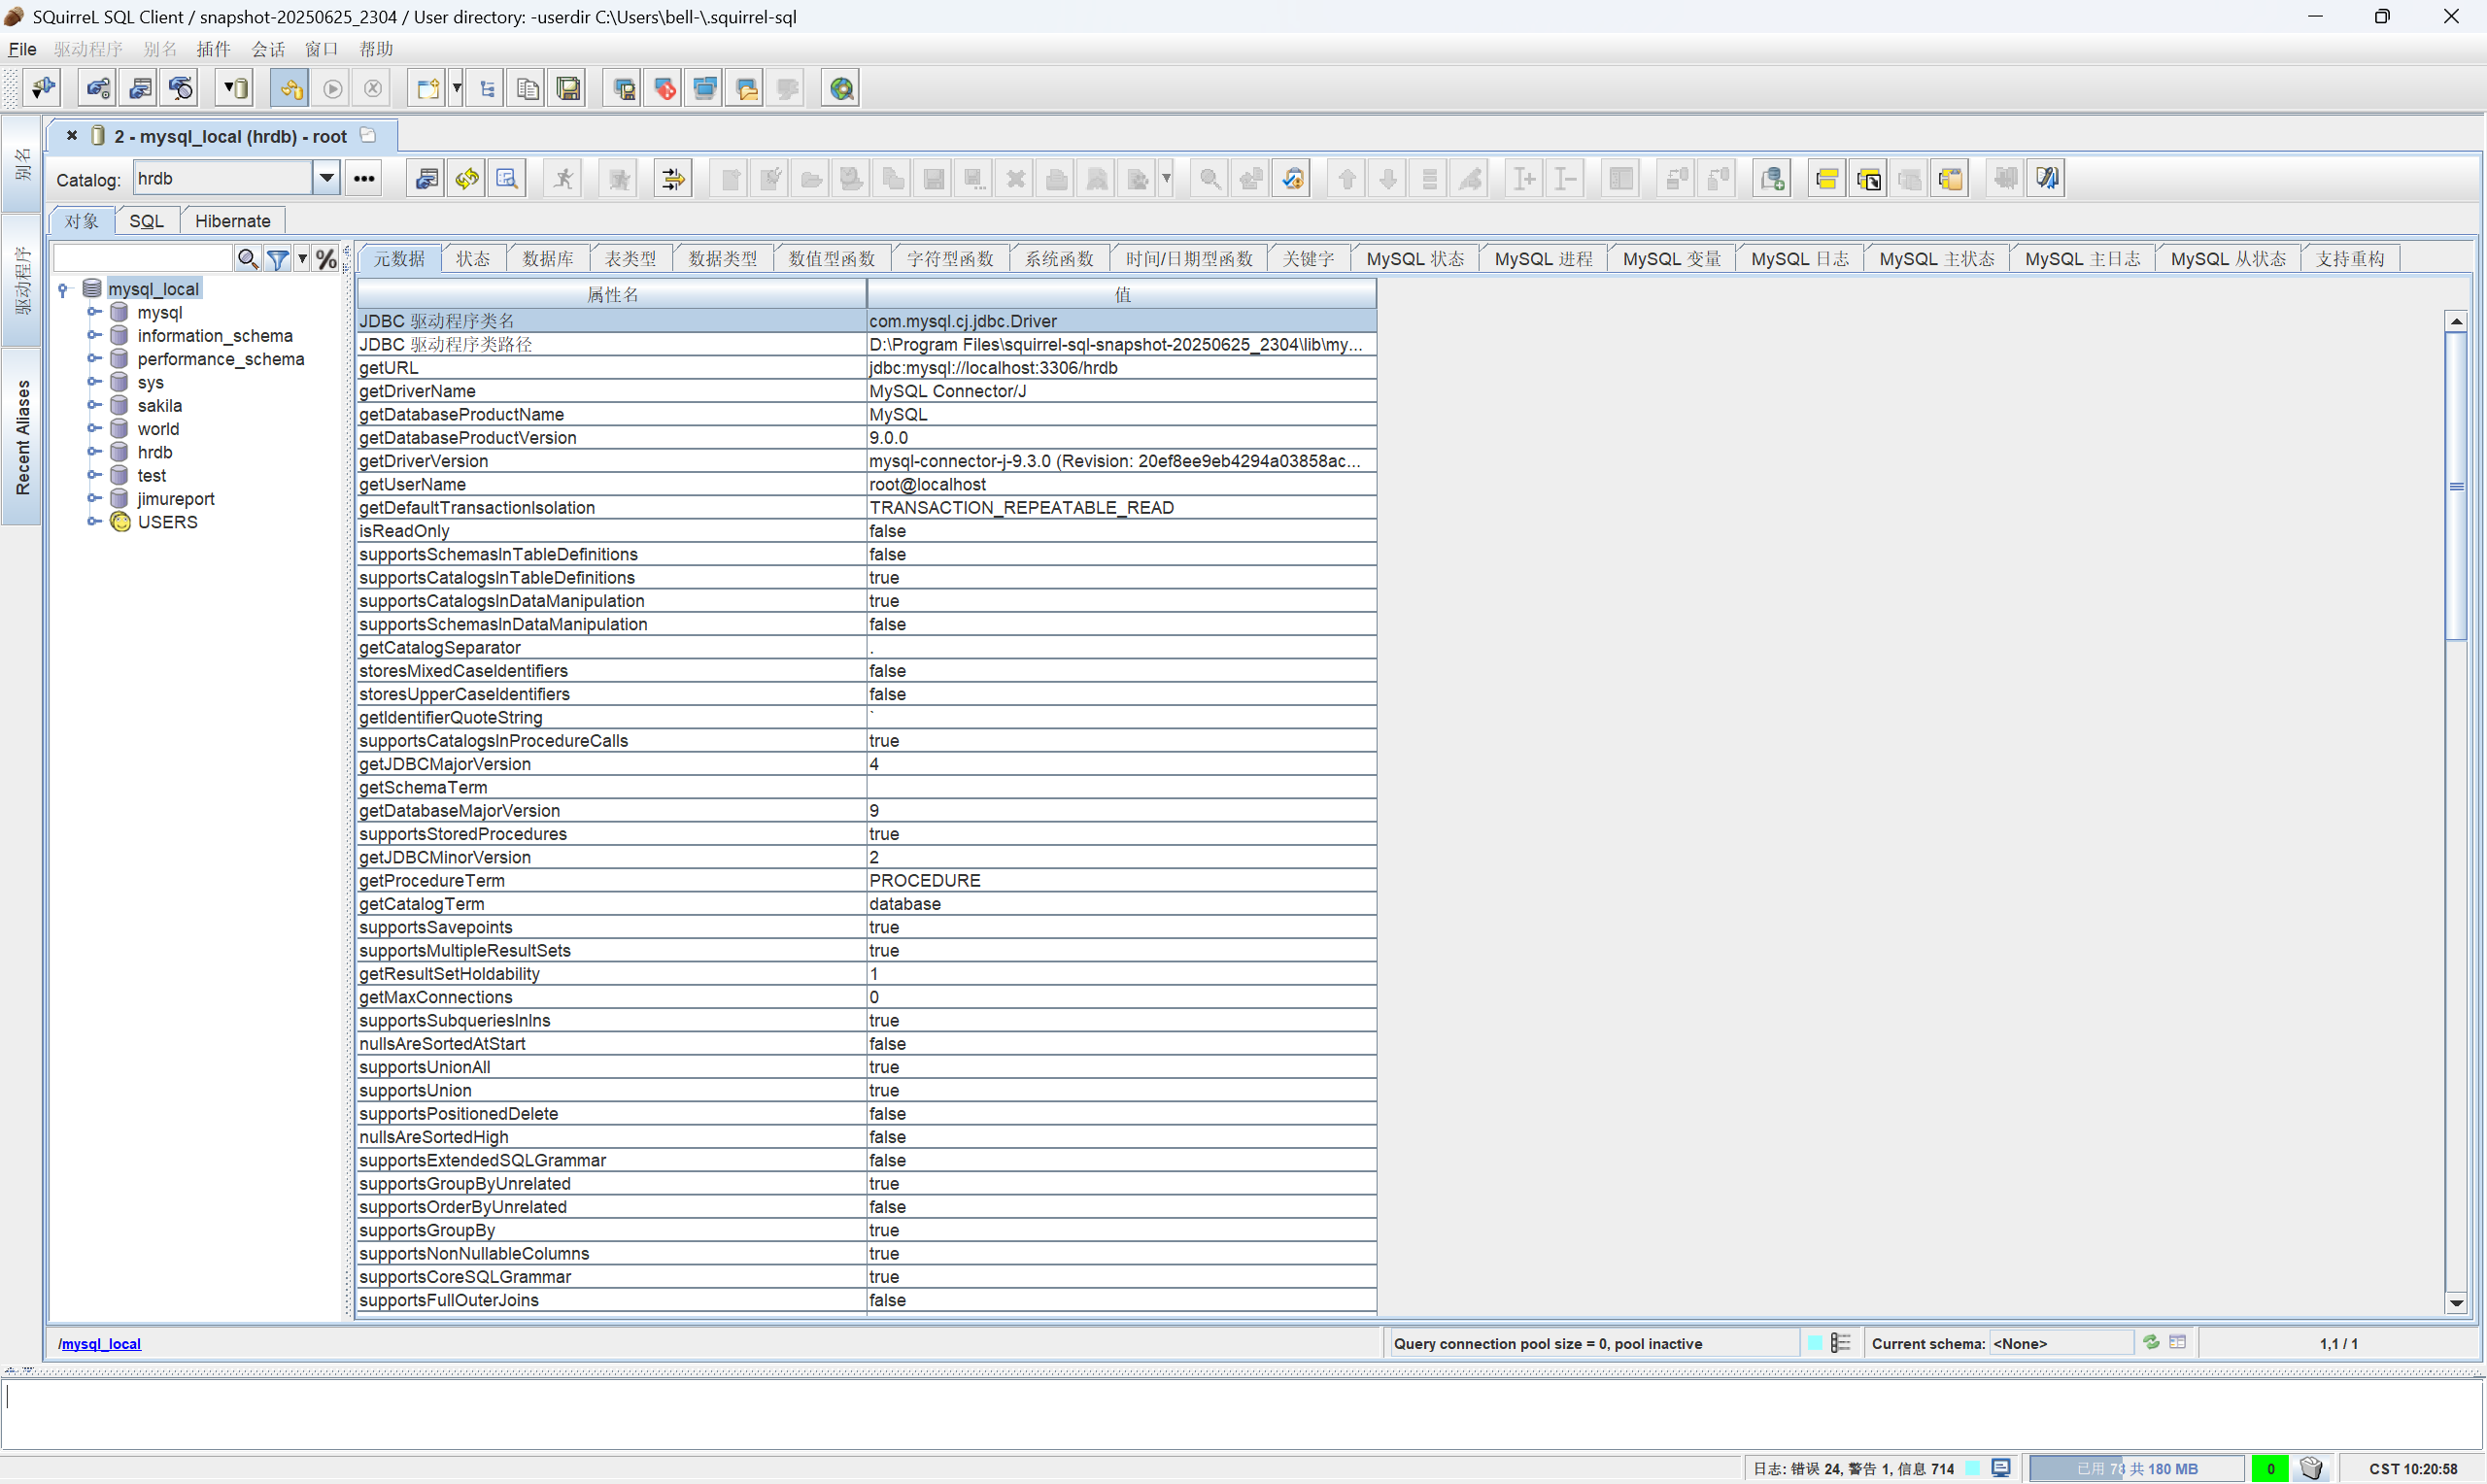 SQuirreL SQL Client / snapshot-20250625_2304 / User directory: -userdir C:\Users\bell-\.squirrel-sql
File 驱动程序 别名 插件 会话 窗口 帮助
别名
驱动程序
Recent Aliases
2 - mysql_local (hrdb) - root
Catalog: hrdb
对象 SQL Hibernate
元数据 状态 数据库 表类型 数据类型 数值型函数 字符型函数 系统函数 时间/日期型函数 关键字 MySQL 状态 MySQL 进程 MySQL 变量 MySQL 日志 MySQL 主状态 MySQL 主日志 MySQL 从状态 支持重构
mysql_local
mysql
information_schema
performance_schema
sys
sakila
world
hrdb
test
jimureport
USERS
属性名 值
JDBC 驱动程序类名 com.mysql.cj.jdbc.Driver
JDBC 驱动程序类路径 D:\Program Files\squirrel-sql-snapshot-20250625_2304\lib\my...
getURL jdbc:mysql://localhost:3306/hrdb
getDriverName MySQL Connector/J
getDatabaseProductName MySQL
getDatabaseProductVersion 9.0.0
getDriverVersion mysql-connector-j-9.3.0 (Revision: 20ef8ee9eb4294a03858ac...
getUserName root@localhost
getDefaultTransactionIsolation TRANSACTION_REPEATABLE_READ
isReadOnly false
supportsSchemasInTableDefinitions false
supportsCatalogsInTableDefinitions true
supportsCatalogsInDataManipulation true
supportsSchemasInDataManipulation false
getCatalogSeparator .
storesMixedCaseIdentifiers false
storesUpperCaseIdentifiers false
getIdentifierQuoteString `
supportsCatalogsInProcedureCalls true
getJDBCMajorVersion 4
getSchemaTerm
getDatabaseMajorVersion 9
supportsStoredProcedures true
getJDBCMinorVersion 2
getProcedureTerm PROCEDURE
getCatalogTerm database
supportsSavepoints true
supportsMultipleResultSets true
getResultSetHoldability 1
getMaxConnections 0
supportsSubqueriesInIns true
nullsAreSortedAtStart false
supportsUnionAll true
supportsUnion true
supportsPositionedDelete false
nullsAreSortedHigh false
supportsExtendedSQLGrammar false
supportsGroupByUnrelated true
supportsOrderByUnrelated false
supportsGroupBy true
supportsNonNullableColumns true
supportsCoreSQLGrammar true
supportsFullOuterJoins false
/mysql_local Query connection pool size = 0, pool inactive Current schema: <None> 1,1 / 1
日志: 错误 24, 警告 1, 信息 714 已用 78 共 180 MB 0 CST 10:20:58